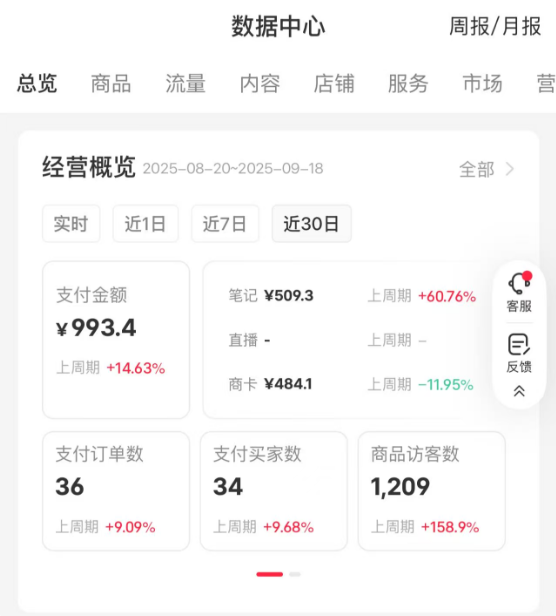 数据中心 周报/月报
总览 商品 流量 内容 店铺 服务 市场 营
经营概览 2025-08-20~2025-09-18 全部
实时 近1日 近7日 近30日
支付金额
¥993.4
上周期 +14.63%
笔记 ¥509.3 上周期 +60.76%
直播 - 上周期 -
商卡 ¥484.1 上周期 -11.95%
客服
反馈
支付订单数
36
上周期 +9.09%
支付买家数
34
上周期 +9.68%
商品访客数
1,209
上周期 +158.9%